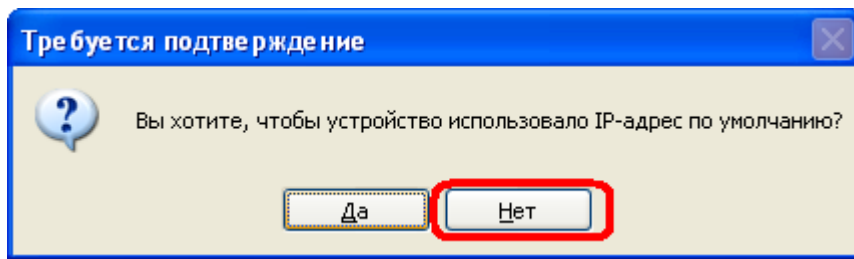 Требуется подтверждение
Вы хотите, чтобы устройство использовало IP-адрес по умолчанию?
Да Нет